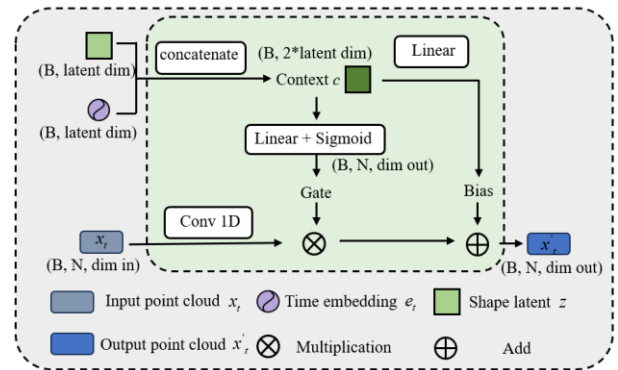 concatenate
(B, 2*latent dim)
Linear
(B, latent dim)
Context c
(B, latent dim)
Linear + Sigmoid
(B, N, dim out)
Gate
Bias
Conv 1D
x_t
x'_t
(B, N, dim in)
(B, N, dim out)
Input point cloud x_t
Time embedding e_t
Shape latent z
Output point cloud x'_t
Multiplication
Add